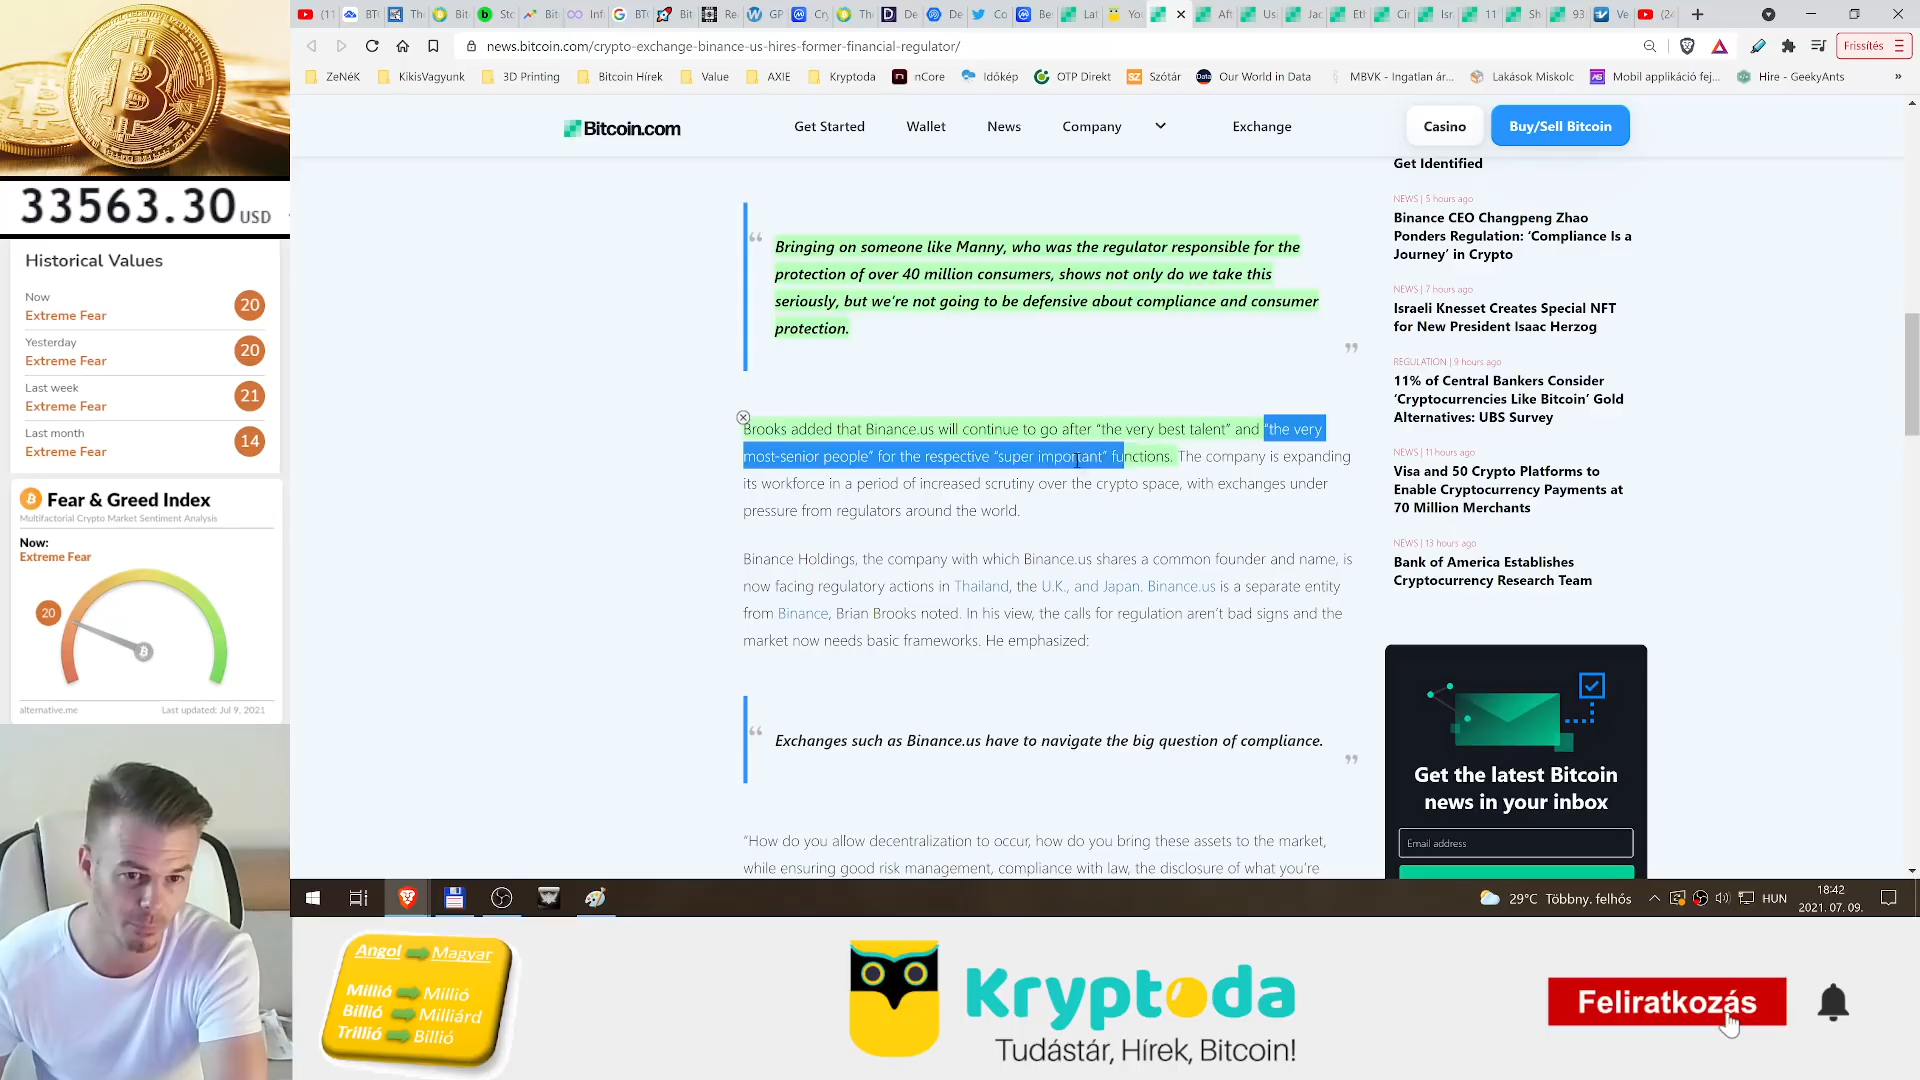 33563.30 USD
Historical Values
Now
Extreme Fear
20
Yesterday
Extreme Fear
20
Last week
Extreme Fear
21
Last month
Extreme Fear
14
Fear & Greed Index
Multifactorial Crypto Market Sentiment Analysis
Now:
Extreme Fear
20
alternative.me
Last updated: Jul 9, 2021
news.bitcoin.com/crypto-exchange-binance-us-hires-former-financial-regulator/
Frissítés
ZeNéK
KikisVagyunk
3D Printing
Bitcoin Hírek
Value
AXIE
Kryptoda
nCore
Időkép
OTP Direkt
Szótár
Our World in Data
MBVK - Ingatlan ár...
Lakások Miskolc
Mobil applikáció fej...
Hire - GeekyAnts
»
Bitcoin.com
Get Started
Wallet
News
Company
Exchange
Casino
Buy/Sell Bitcoin
“
Bringing on someone like Manny, who was the regulator responsible for the
protection of over 40 million consumers, shows not only do we take this
seriously, but we’re not going to be defensive about compliance and consumer
protection.
”
Brooks added that Binance.us will continue to go after “the very best talent” and “the very
most-senior people” for the respective “super important” functions. The company is expanding
its workforce in a period of increased scrutiny over the crypto space, with exchanges under
pressure from regulators around the world.
Binance Holdings, the company with which Binance.us shares a common founder and name, is
now facing regulatory actions in Thailand, the U.K., and Japan. Binance.us is a separate entity
from Binance, Brian Brooks noted. In his view, the calls for regulation aren’t bad signs and the
market now needs basic frameworks. He emphasized:
“
Exchanges such as Binance.us have to navigate the big question of compliance.
”
“How do you allow decentralization to occur, how do you bring these assets to the market,
while ensuring good risk management, compliance with law, the disclosure of what you’re
Get Identified
NEWS | 5 hours ago
Binance CEO Changpeng Zhao
Ponders Regulation: ‘Compliance Is a
Journey’ in Crypto
NEWS | 7 hours ago
Israeli Knesset Creates Special NFT
for New President Isaac Herzog
REGULATION | 9 hours ago
11% of Central Bankers Consider
‘Cryptocurrencies Like Bitcoin’ Gold
Alternatives: UBS Survey
NEWS | 11 hours ago
Visa and 50 Crypto Platforms to
Enable Cryptocurrency Payments at
70 Million Merchants
NEWS | 13 hours ago
Bank of America Establishes
Cryptocurrency Research Team
Get the latest Bitcoin
news in your inbox
Email address
29°C Többny. felhős
HUN
18:42
2021. 07. 09.
Angol Magyar
Millió Millió
Billió Milliárd
Trillió Billió
Kryptoda
Tudástár, Hírek, Bitcoin!
Feliratkozás